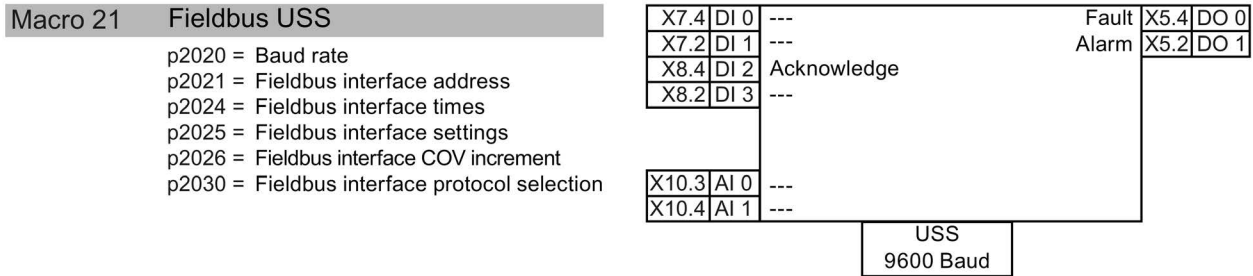 Macro 21 Fieldbus USS
p2020 = Baud rate
p2021 = Fieldbus interface address
p2024 = Fieldbus interface times
p2025 = Fieldbus interface settings
p2026 = Fieldbus interface COV increment
p2030 = Fieldbus interface protocol selection
X7.4 DI 0 --- Fault X5.4 DO 0
X7.2 DI 1 --- Alarm X5.2 DO 1
X8.4 DI 2 Acknowledge
X8.2 DI 3 ---
X10.3 AI 0 ---
X10.4 AI 1 ---
USS
9600 Baud